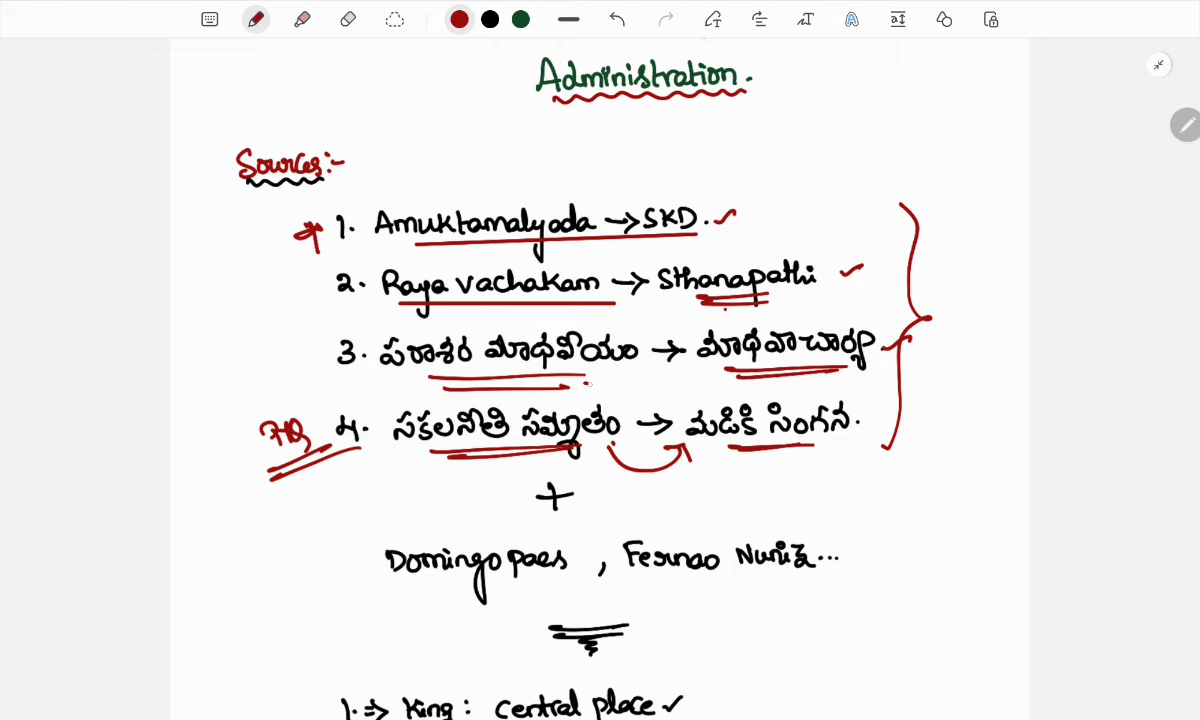 Administration.
Sources:-
1. Amuktamalyada → SKD.
2. Raya vachakam → Sthanapathi
3. పరాశర మాధవీయం → మాధవాచార్య
4. సకలనీతి సమ్మతం → మడికి సింగన.
+
Domingo paes , Fernao Nuniz...
1. ⇒ King : central place ✓